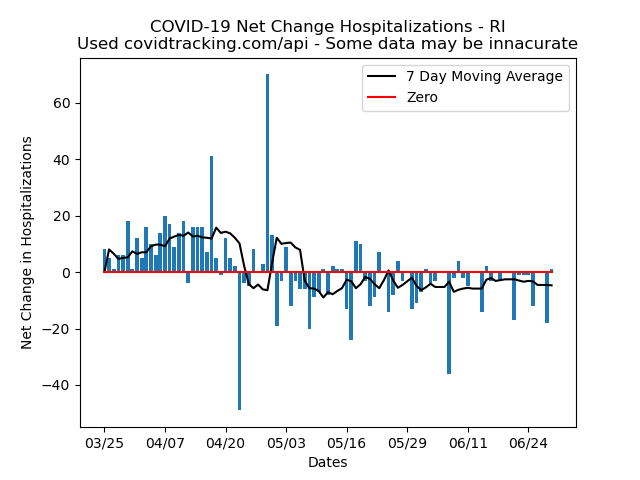 COVID-19 Net Change Hospitalizations - RI
Used covidtracking.com/api - Some data may be innacurate
7 Day Moving Average
Zero
Net Change in Hospitalizations
60
40
20
0
−20
−40
03/25 04/07 04/20 05/03 05/16 05/29 06/11 06/24
Dates